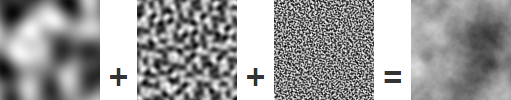 + + =